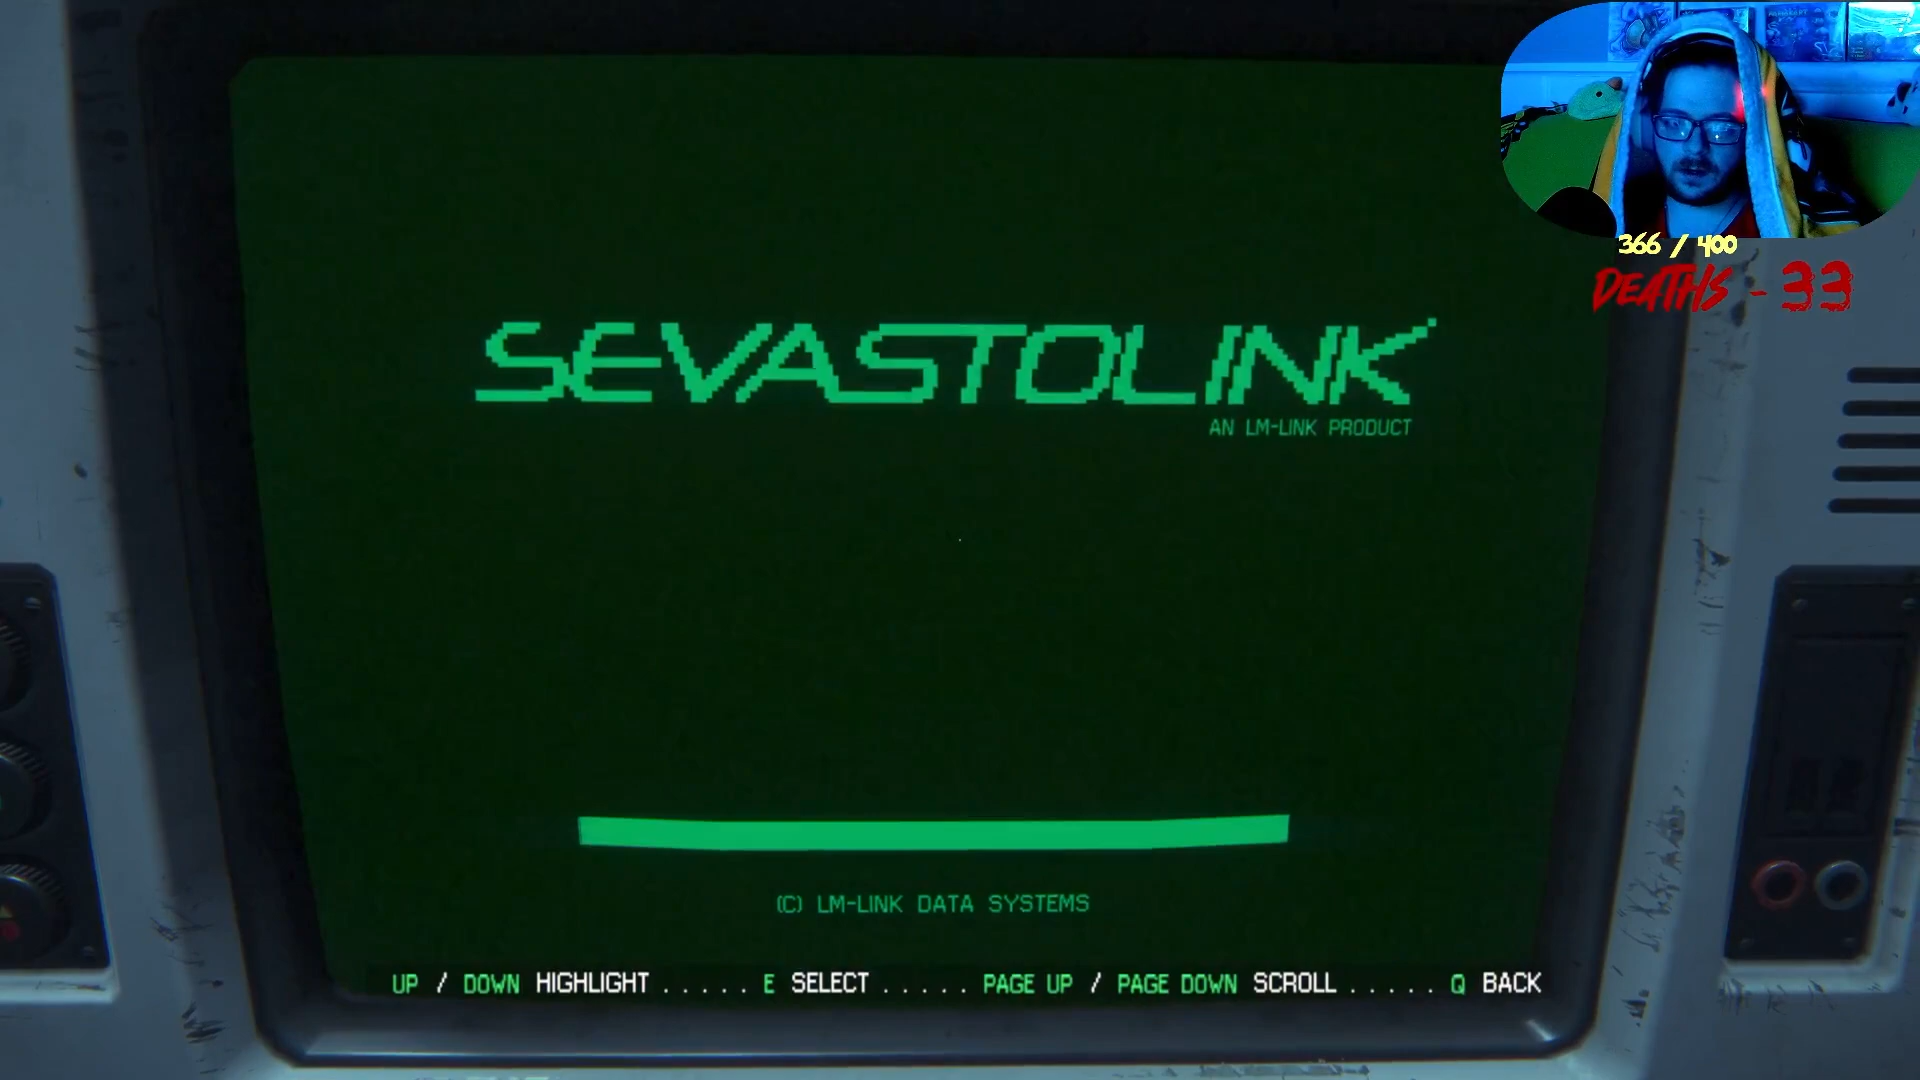 366 / 400
DEATHS - 33
SEVASTOLINK
AN LM-LINK PRODUCT
(C) LM-LINK DATA SYSTEMS
UP / DOWN HIGHLIGHT ..... E SELECT ..... PAGE UP / PAGE DOWN SCROLL ..... Q BACK